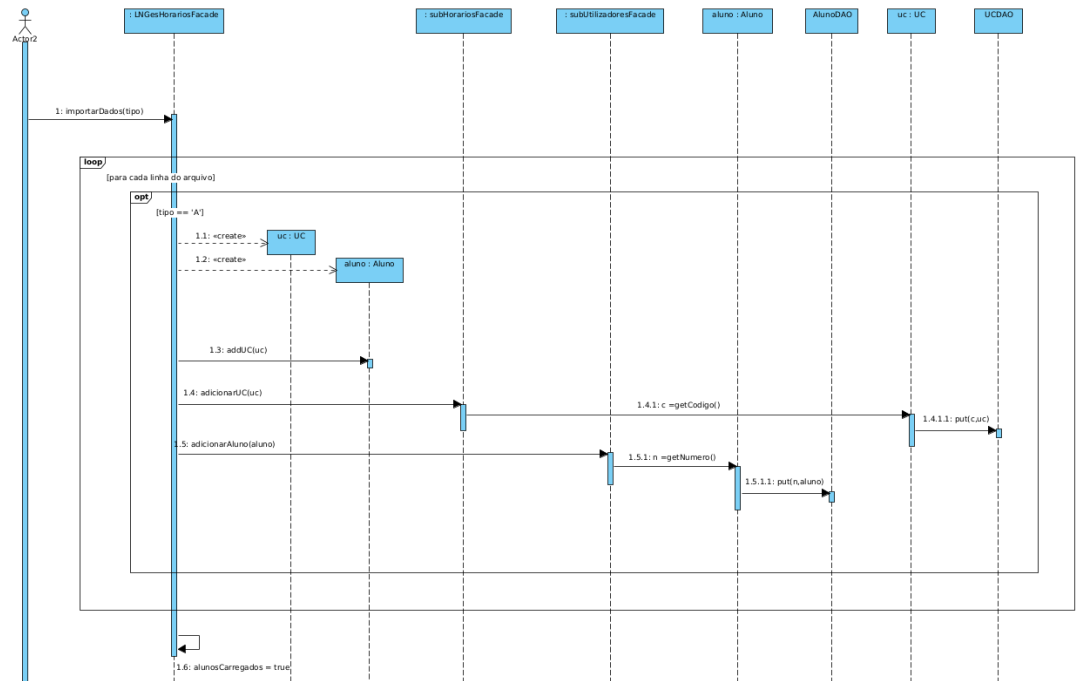 : LNGesHorariosFacade
: subHorariosFacade
: subUtilizadoresFacade
aluno : Aluno
AlunoDAO
uc : UC
UCDAO
Actor2
1: importarDados(tipo)
loop
[para cada linha do arquivo]
opt
[tipo == 'A']
1.1: «create»
uc : UC
1.2: «create»
aluno : Aluno
1.3: addUC(uc)
1.4: adicionarUC(uc)
1.4.1: c =getCodigo()
1.4.1.1: put(c,uc)
1.5: adicionarAluno(aluno)
1.5.1: n =getNumero()
1.5.1.1: put(n,aluno)
1.6: alunosCarregados = true